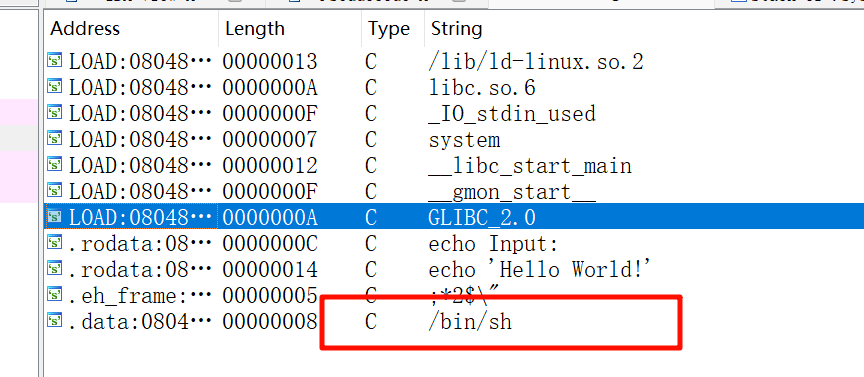 Address Length Type String
LOAD:08048··· 00000013 C /lib/ld-linux.so.2
LOAD:08048··· 0000000A C libc.so.6
LOAD:08048··· 0000000F C _IO_stdin_used
LOAD:08048··· 00000007 C system
LOAD:08048··· 00000012 C __libc_start_main
LOAD:08048··· 0000000F C __gmon_start__
LOAD:08048··· 0000000A C GLIBC_2.0
.rodata:08··· 0000000C C echo Input:
.rodata:08··· 00000014 C echo 'Hello World!'
.eh_frame:··· 00000005 C ;*2$\"
.data:0804··· 00000008 C /bin/sh